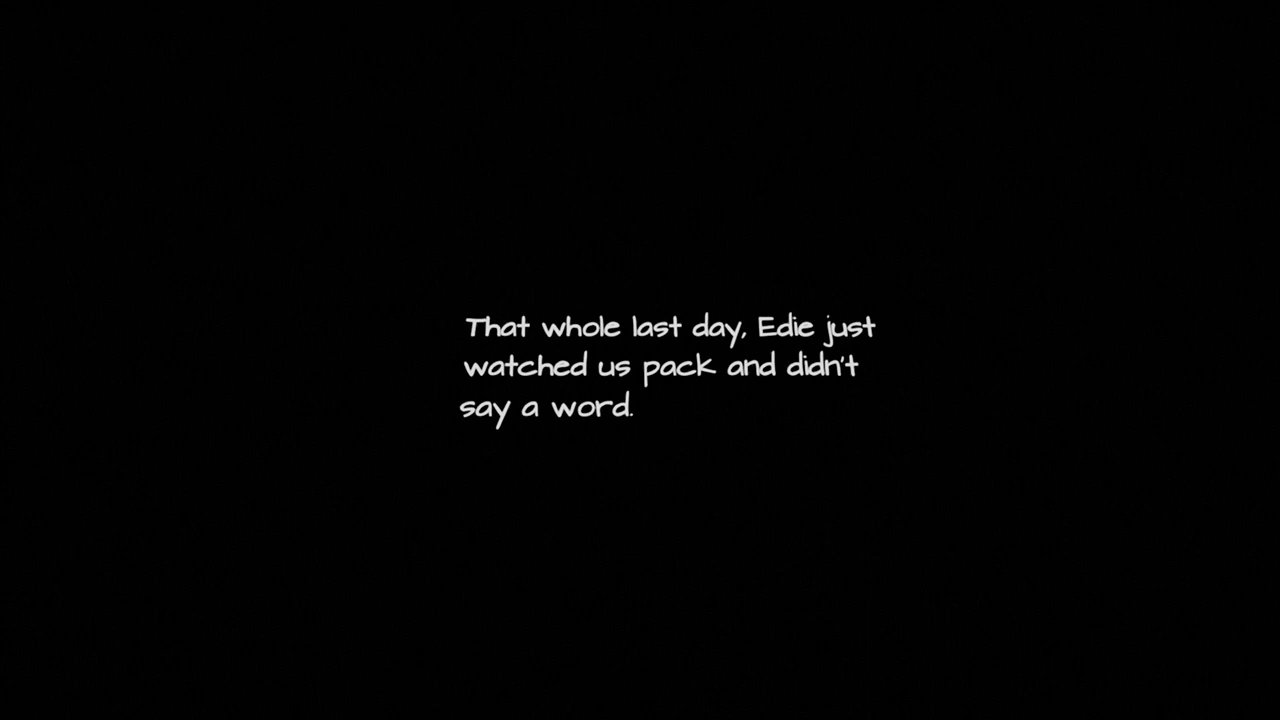 That whole last day, Edie just
watched us pack and didn't
say a word.